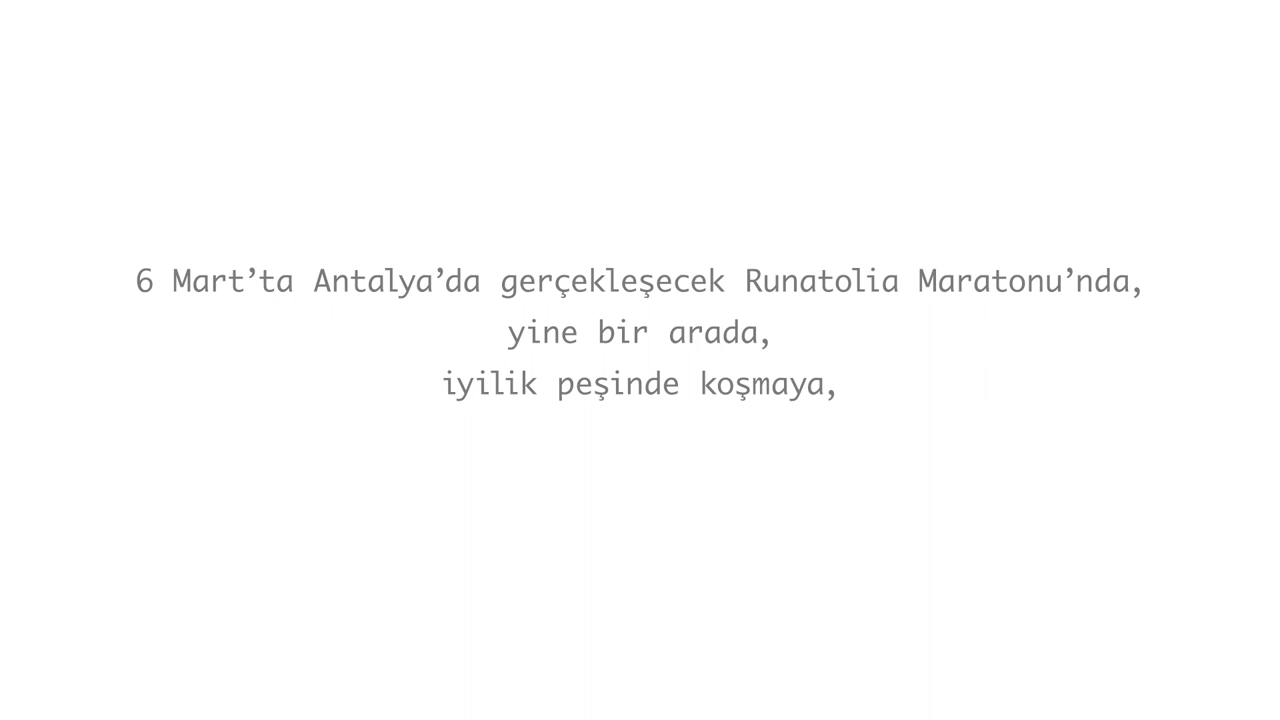 6 Mart’ta Antalya’da gerçekleşecek Runatolia Maratonu’nda,
yine bir arada,
iyilik peşinde koşmaya,